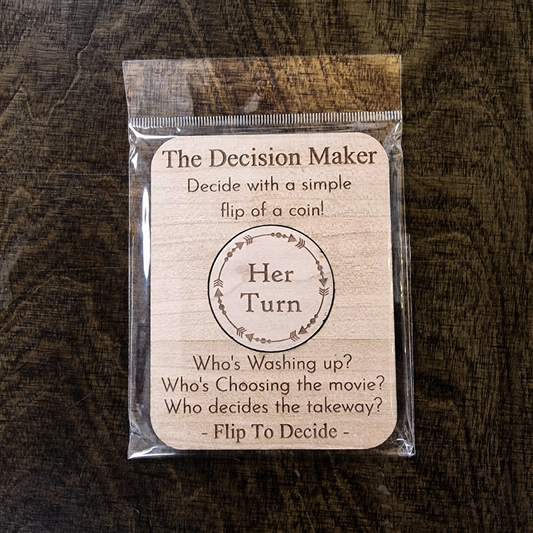 The Decision Maker
Decide with a simple
flip of a coin!
Her
Turn
Who's Washing up?
Who's Choosing the movie?
Who decides the takeway?
- Flip To Decide -